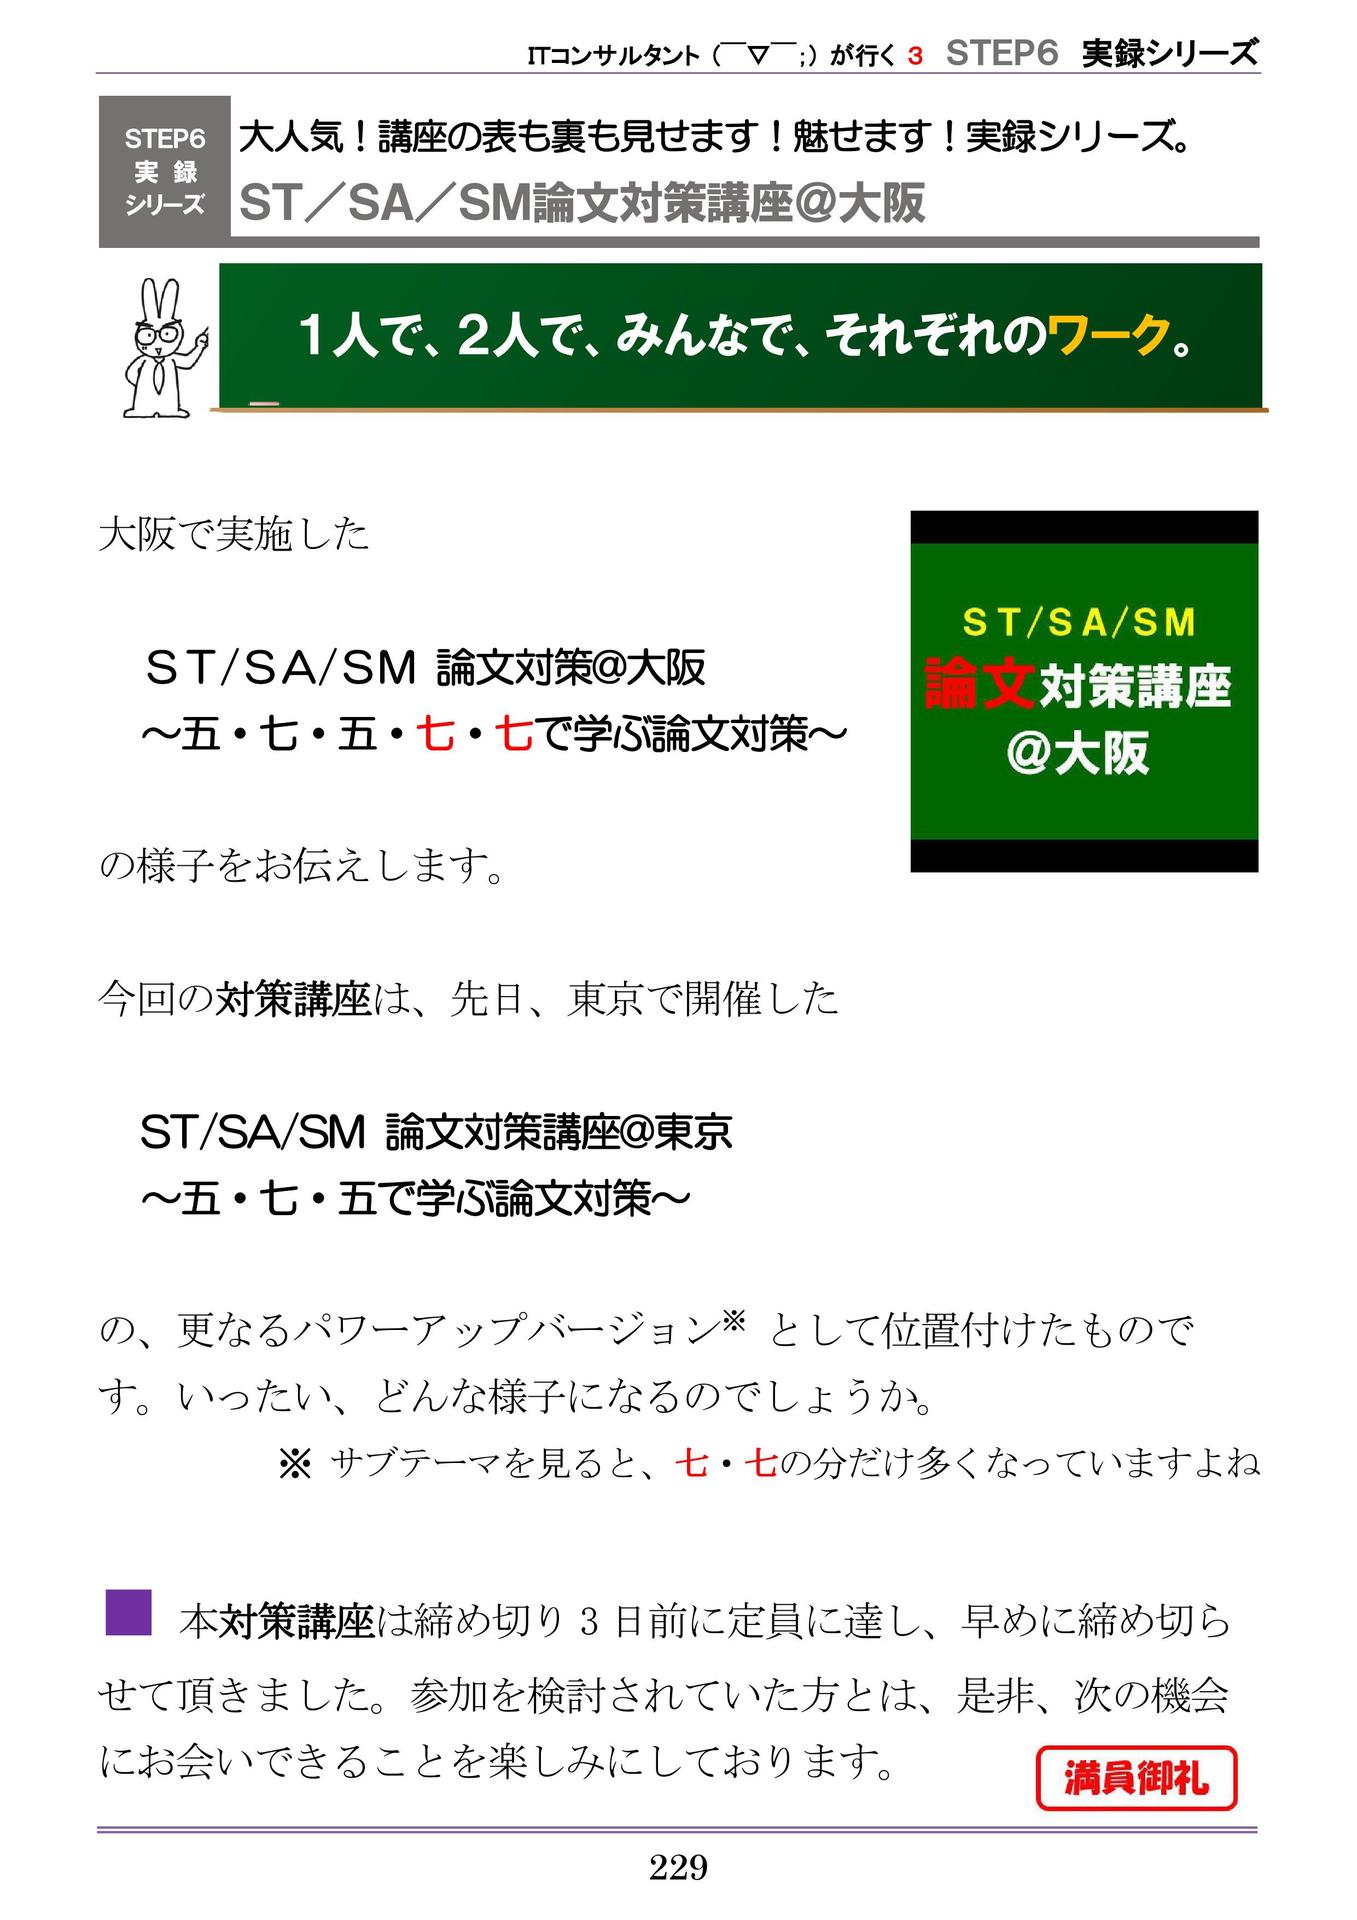 ITコンサルタント（￣▽￣;）が行く 3 STEP6 実録シリーズ
STEP6
実 録
シリーズ
大人気！講座の表も裏も見せます！魅せます！実録シリーズ。
ST／SA／SM論文対策講座＠大阪
1人で、2人で、みんなで、それぞれのワーク。
大阪で実施した
ＳＴ/ＳＡ/ＳＭ 論文対策@大阪
～五・七・五・七・七で学ぶ論文対策～
の様子をお伝えします。
ＳＴ/ＳＡ/ＳＭ
論文対策講座
＠大阪
今回の対策講座は、先日、東京で開催した
ST/SA/SM 論文対策講座@東京
～五・七・五で学ぶ論文対策～
の、更なるパワーアップバージョン※ として位置付けたもので
す。いったい、どんな様子になるのでしょうか。
※ サブテーマを見ると、七・七の分だけ多くなっていますよね
■ 本対策講座は締め切り 3 日前に定員に達し、早めに締め切ら
せて頂きました。参加を検討されていた方とは、是非、次の機会
にお会いできることを楽しみにしております。
満員御礼
229